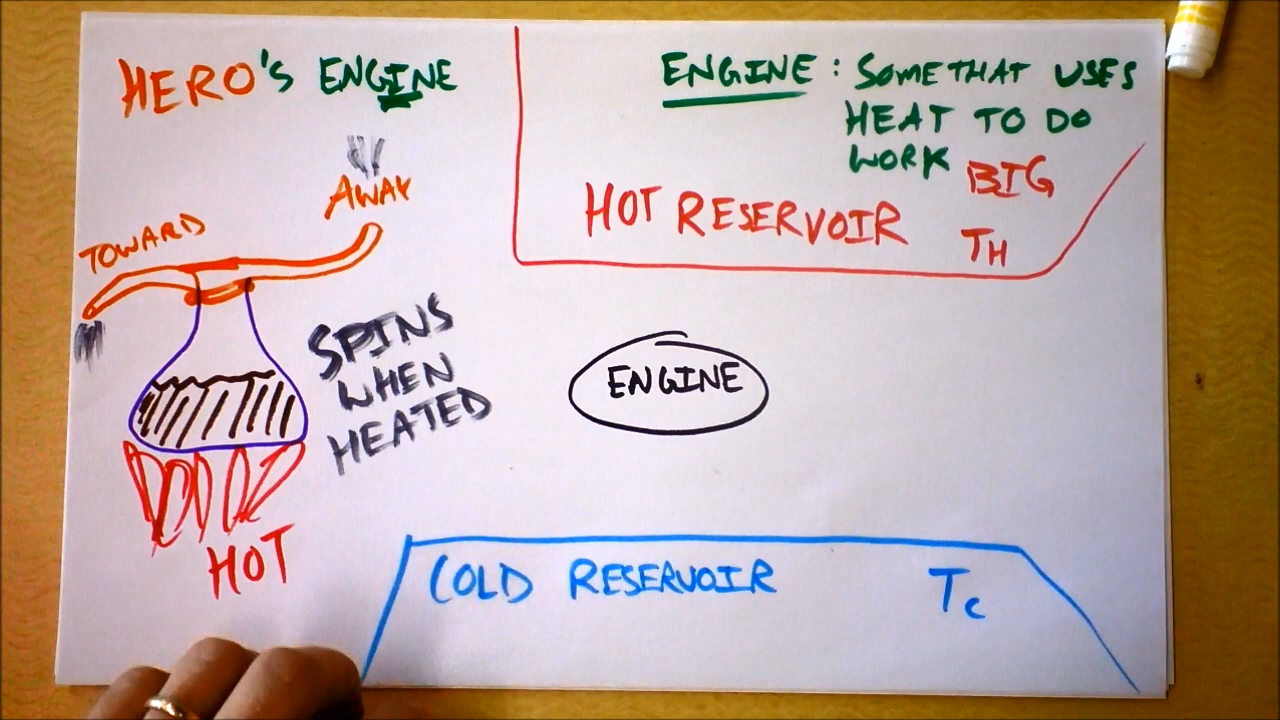 HERO'S ENGINE
AWAY
TOWARD
SPINS
WHEN
HEATED
HOT
ENGINE: SOMETHAT USES
HEAT TO DO
WORK
BIG
HOT RESERVOIR TH
ENGINE
COLD RESERVOIR Tc